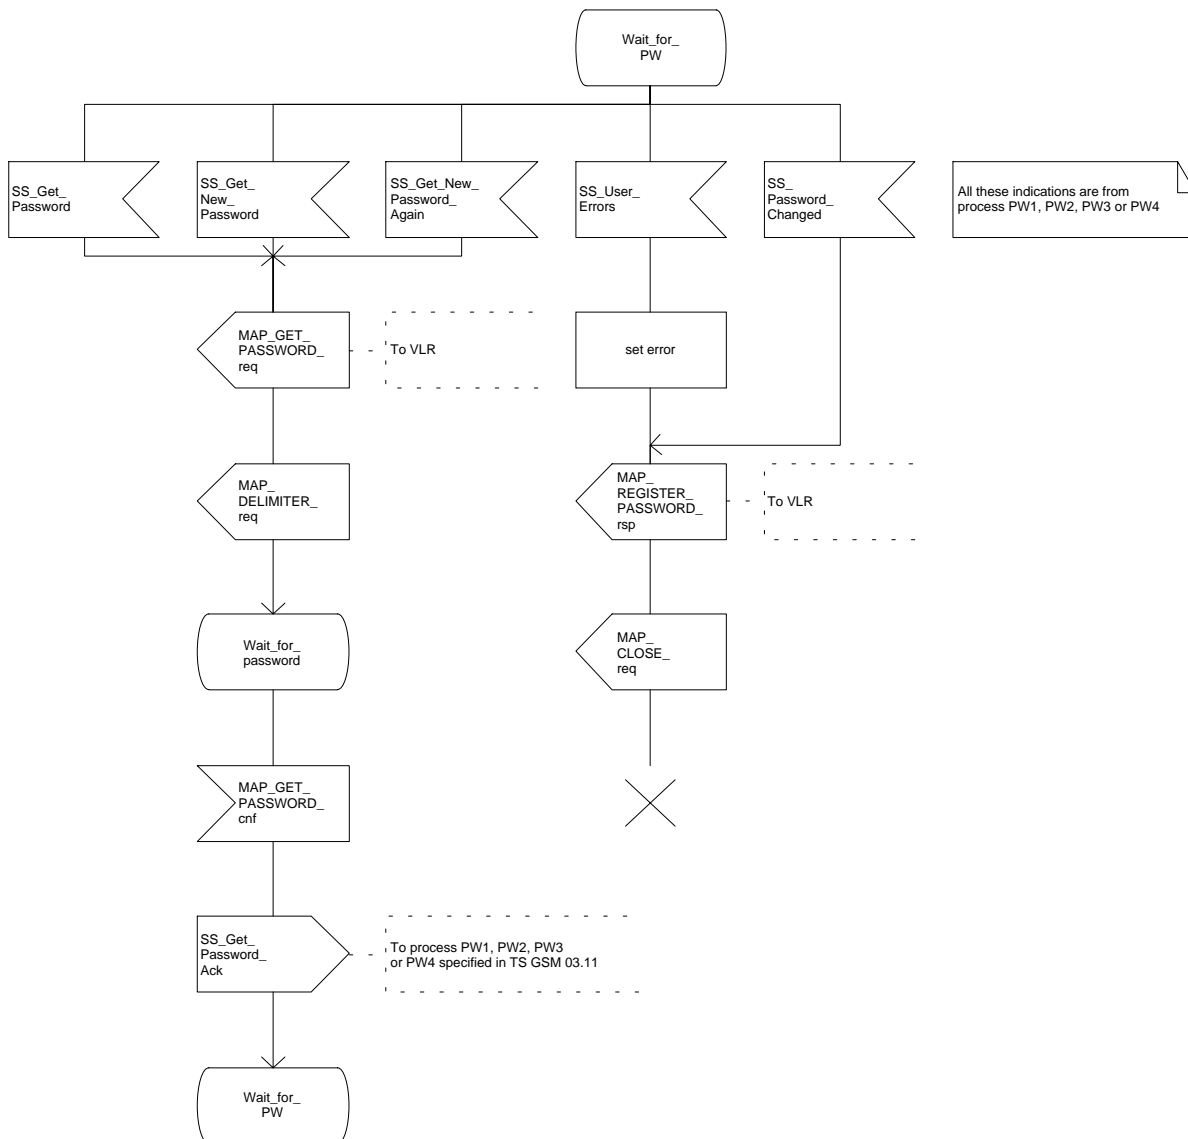 Wait_for_
PW
SS_Get_
Password
SS_Get_
New_
Password
SS_Get_New_
Password_
Again
SS_User_
Errors
SS_
Password_
Changed
All these indications are from
process PW1, PW2, PW3 or PW4
MAP_GET_
PASSWORD_
req
To VLR
set error
MAP_
DELIMITER_
req
MAP_
REGISTER_
PASSWORD_
rsp
To VLR
Wait_for_
password
MAP_
CLOSE_
req
MAP_GET_
PASSWORD_
cnf
SS_Get_
Password_
Ack
To process PW1, PW2, PW3
or PW4 specified in TS GSM 03.11
Wait_for_
PW